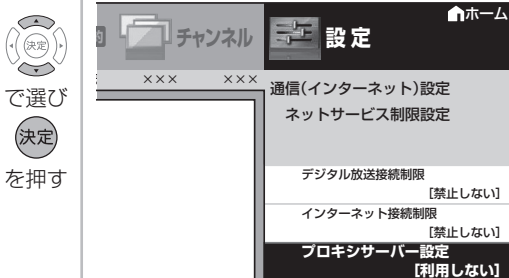 決定
で選び
決定
を押す
ホーム
的
チャンネル
設定
××× ×××
通信(インターネット)設定
ネットサービス制限設定
デジタル放送接続制限
[禁止しない]
インターネット接続制限
[禁止しない]
プロキシサーバー設定
[利用しない]